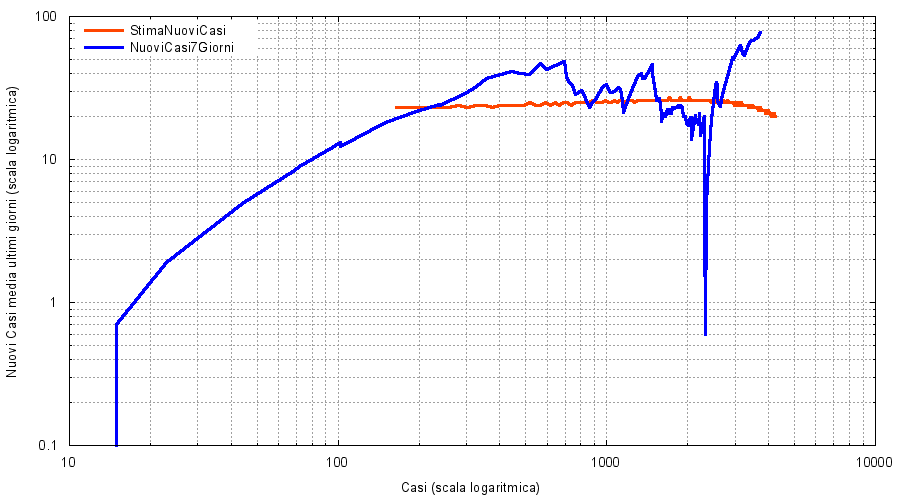 StimaNuoviCasi
NuoviCasi7Giorni
100
10
1
0.1
10
100
1000
10000
Nuovi Casi media ultimi giorni (scala logaritmica)
Casi (scala logaritmica)